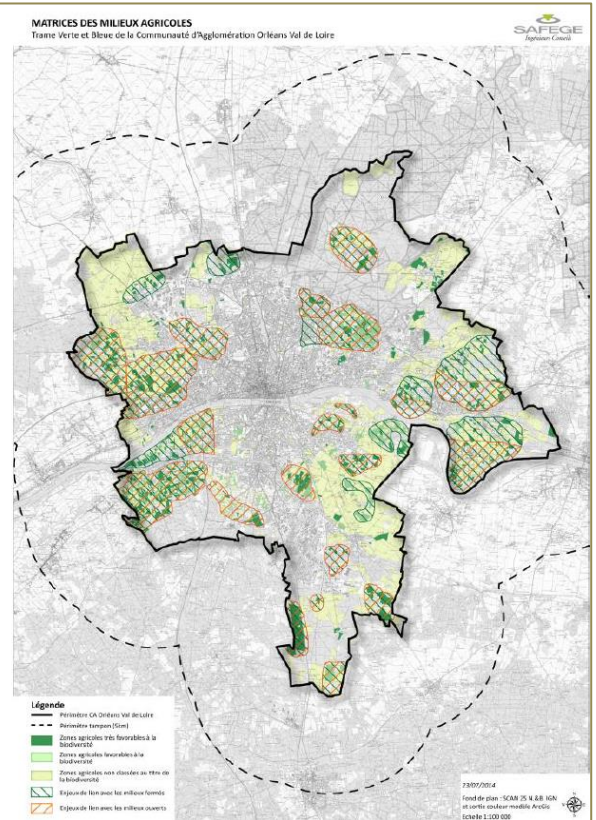 MATRICES DES MILIEUX AGRICOLES
Trame Verte et Bleue de la Communauté d'Agglomération Orléans Val de Loire
SAFEGE
Ingénieurs Conseils
Légende
Périmètre CA Orléans Val de Loire
Périmètre tampon (5km)
Zones agricoles très favorables à la
biodiversité
Zones agricoles favorables à la
biodiversité
Zones agricoles non classées au titre de
la biodiversité
Enjeux de lien avec les milieux fermés
Enjeux de lien avec les milieux ouverts
23/07/2014
Fond de plan : SCAN 25 N&B IGN
et sortie couleur modèle ArcGis
Echelle 1:100 000